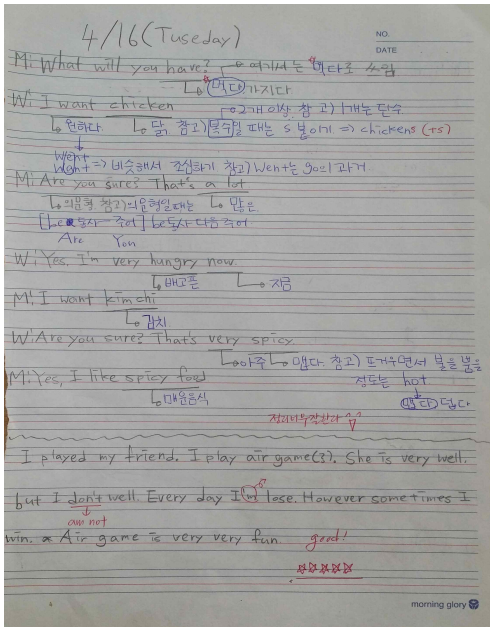 4/16(Tuseday)
NO.
DATE
M: What will you have? 여기서는 먹다로 쓰임
먹다 가지다
W: I want chicken 2개이상. 참고) 1개는 단수
원하다 닭 참고) 복수일 때는 s 붙이기 => chickens (+s)
went
want => 비슷해서 조심하기 참고) went는 go의 과거
M: Are you sure? That's a lot
의문형 참고) 의문형일때는 많은
[be 동사 - 주어] be동사 다음 주어
Are You
W: Yes. I'm very hungry now.
배고픈 지금
M: I want kimchi
김치
W: Are you sure? That's very spicy.
아주 맵다. 참고) 뜨거우면서 불을 뿜을
M: Yes, I like spicy food 정도는 hot
매운음식 맵다 덥다
정리 너무 잘한다 ^^
I played my friend. I play air game(?). She is very well.
but I don't well. Every day I'm lose. However sometimes I
am not
win. Air game is very very fun. good!
☆☆☆☆☆
morning glory